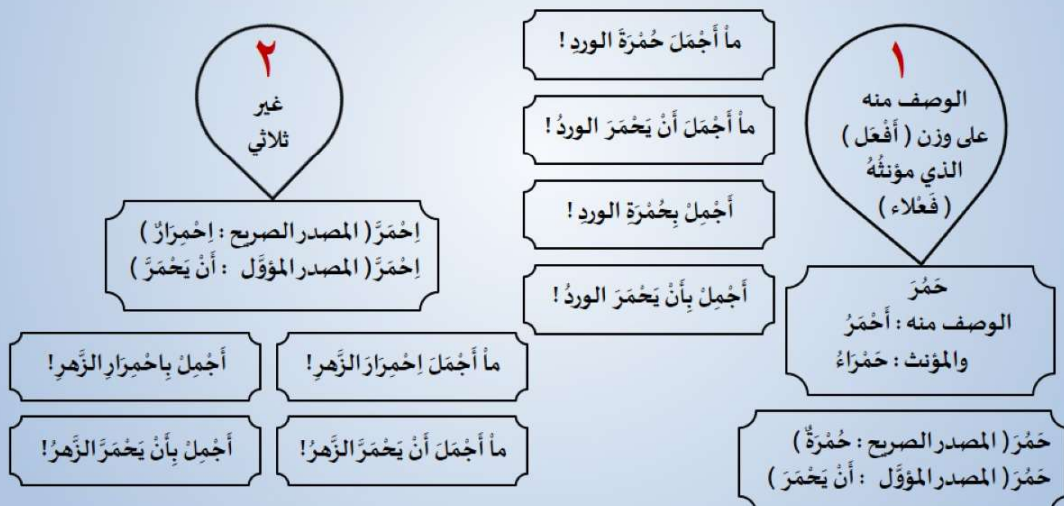 ١
الوصف منه
على وزن ( أَفْعَل )
الذي مؤنثُهُ
( فَعْلاء )
حَمُرَ
الوصف منه : أَحْمَرُ
والمؤنث : حَمْرَاءُ
حَمُرَ ( المصدر الصريح : حُمْرَةٌ )
حَمُرَ ( المصدر المؤوَّل : أَنْ يَحْمَرَ )
ماْ أَجْمَلَ حُمْرَةَ الوردِ !
ماْ أَجْمَلَ أَنْ يَحْمَرَ الوردُ !
أَجْمِلْ بِحُمْرَةِ الوردِ !
أَجْمِلْ بِأَنْ يَحْمَرَ الوردُ !
٢
غير
ثلاثي
اِحْمَرَّ ( المصدر الصريح : اِحْمِرَارٌ )
اِحْمَرَّ ( المصدر المؤوَّل : أَنْ يَحْمَرَّ )
ماْ أَجْمَلَ اِحْمِرَارَ الزَّهرِ!
أَجْمِلْ بِاحْمِرَارِ الزَّهرِ!
ماْ أَجْمَلَ أَنْ يَحْمَرَّ الزَّهرُ!
أَجْمِلْ بِأَنْ يَحْمَرَّ الزَّهرُ!